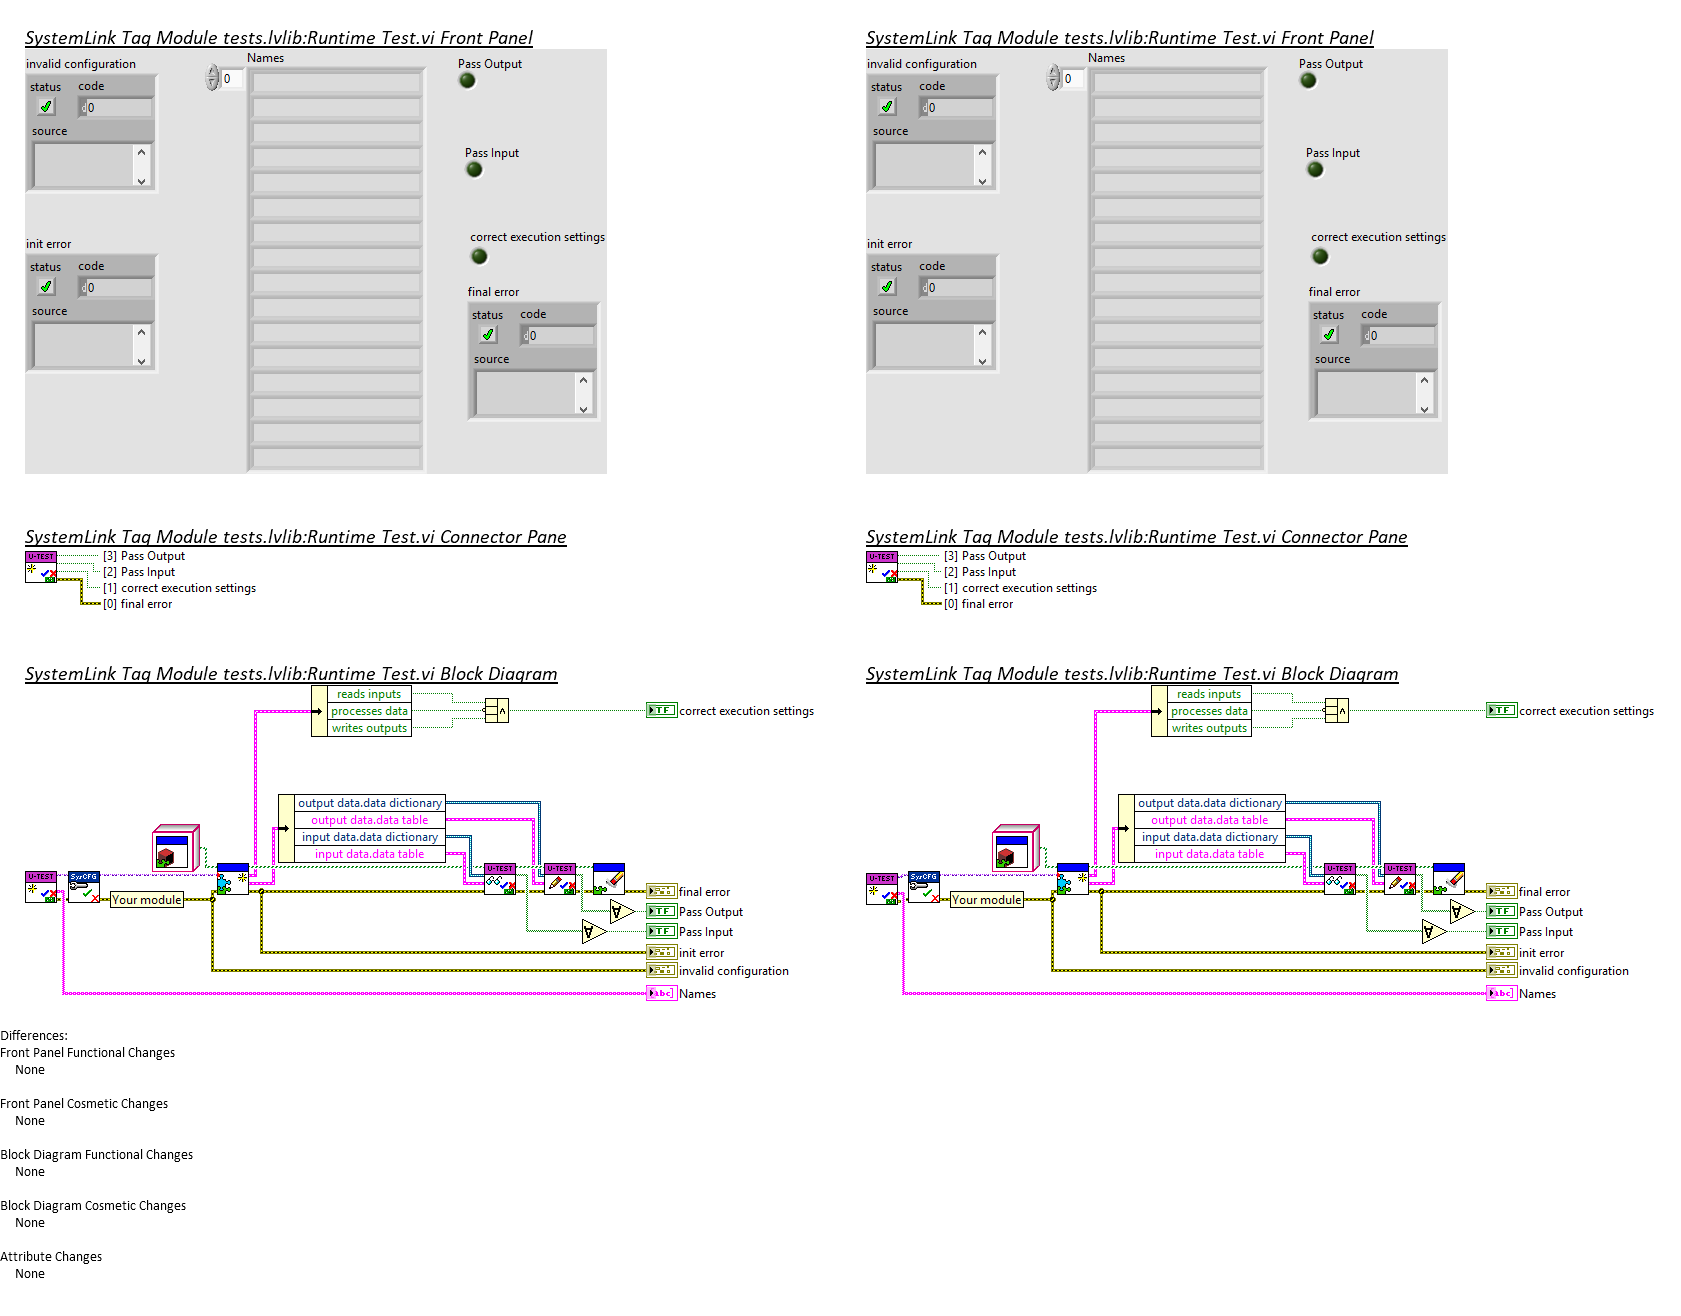 SystemLink Tag Module tests.lvlib:Runtime Test.vi Front Panel
invalid configuration
status
code
d
0
source
0
Names
Pass Output
Pass Input
correct execution settings
init error
status
code
d
0
source
final error
status
code
d
0
source
SystemLink Tag Module tests.lvlib:Runtime Test.vi Connector Pane
U-TEST
[3] Pass Output
[2] Pass Input
[1] correct execution settings
[0] final error
SystemLink Tag Module tests.lvlib:Runtime Test.vi Block Diagram
reads inputs
processes data
writes outputs
TF
correct execution settings
output data.data dictionary
output data.data table
input data.data dictionary
input data.data table
U-TEST
SysCFG
Your module
U-TEST
U-TEST
final error
TF
Pass Output
TF
Pass Input
init error
invalid configuration
abc
Names
SystemLink Tag Module tests.lvlib:Runtime Test.vi Front Panel
invalid configuration
status
code
d
0
source
0
Names
Pass Output
Pass Input
correct execution settings
init error
status
code
d
0
source
final error
status
code
d
0
source
SystemLink Tag Module tests.lvlib:Runtime Test.vi Connector Pane
U-TEST
[3] Pass Output
[2] Pass Input
[1] correct execution settings
[0] final error
SystemLink Tag Module tests.lvlib:Runtime Test.vi Block Diagram
reads inputs
processes data
writes outputs
TF
correct execution settings
output data.data dictionary
output data.data table
input data.data dictionary
input data.data table
U-TEST
SysCFG
Your module
U-TEST
U-TEST
final error
TF
Pass Output
TF
Pass Input
init error
invalid configuration
abc
Names
Differences:
Front Panel Functional Changes
None
Front Panel Cosmetic Changes
None
Block Diagram Functional Changes
None
Block Diagram Cosmetic Changes
None
Attribute Changes
None